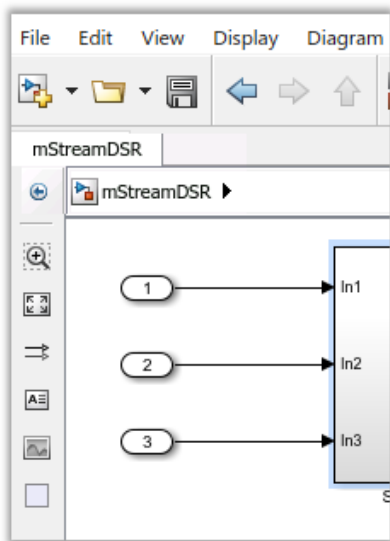 File Edit View Display Diagram
mStreamDSR
mStreamDSR
1 In1
2 In2
3 In3
S